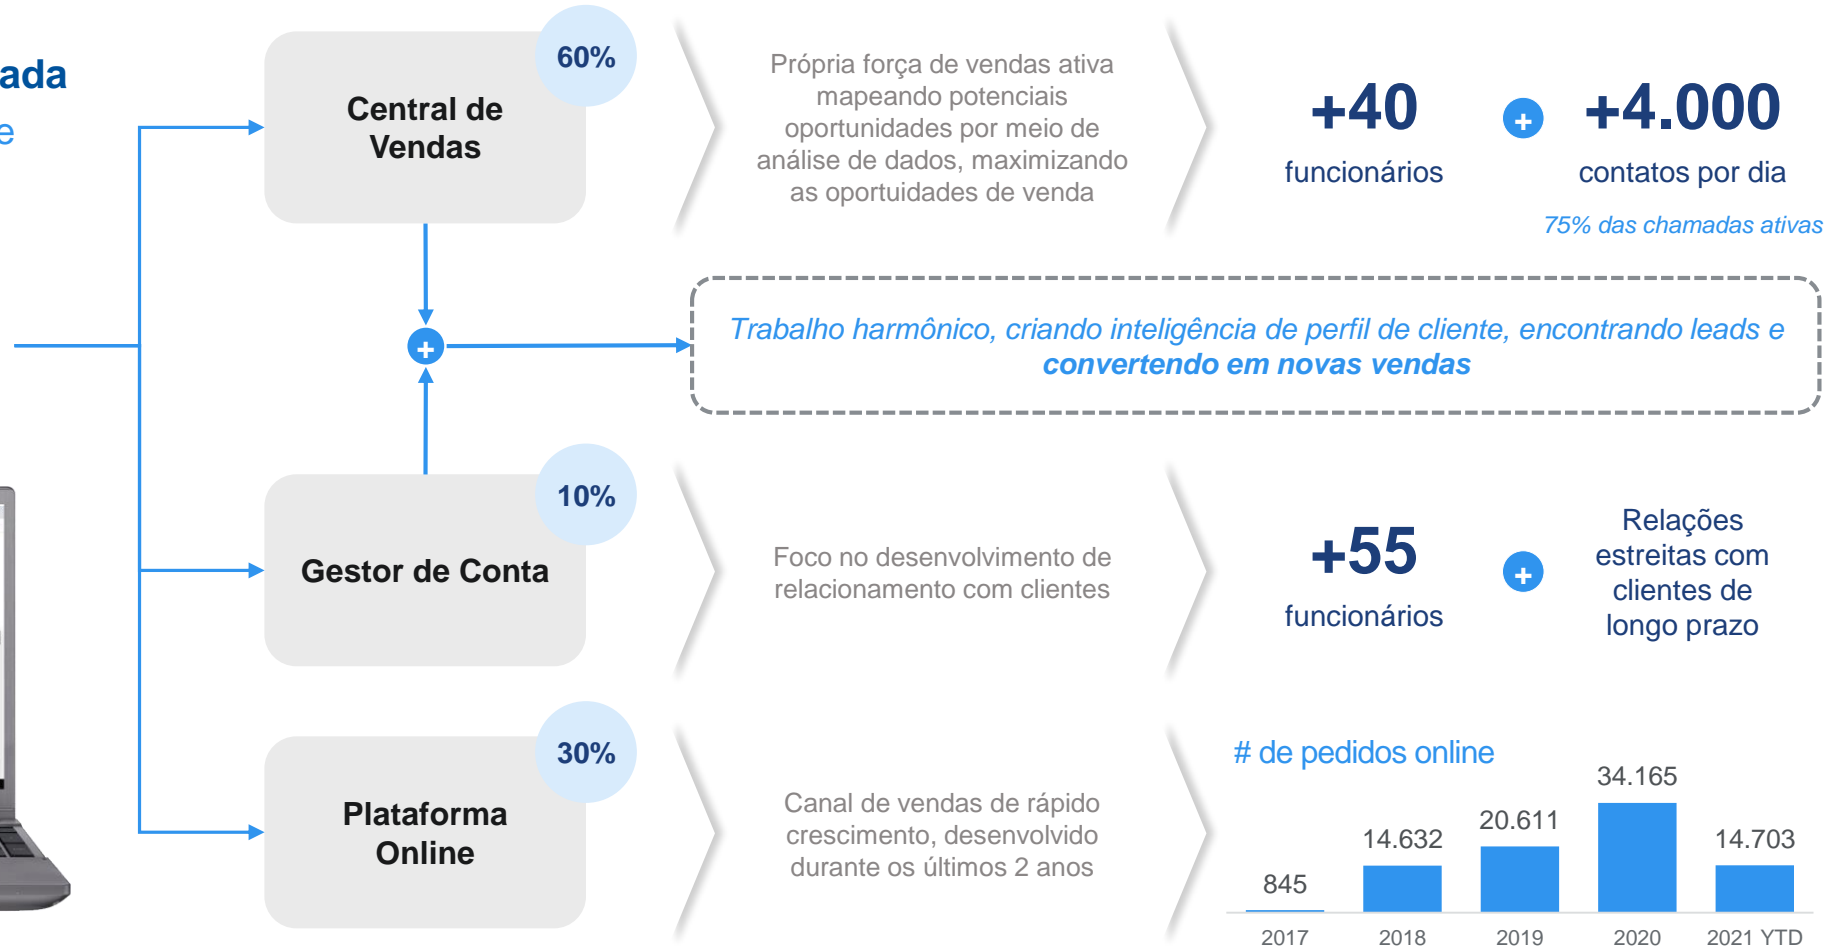 ada
e
60%
Central de
Vendas
Própria força de vendas ativa
mapeando potenciais
oportunidades por meio de
análise de dados, maximizando
as oportuidades de venda
+40
funcionários
+
+4.000
contatos por dia
75% das chamadas ativas
+
Trabalho harmônico, criando inteligência de perfil de cliente, encontrando leads e
convertendo em novas vendas
10%
Gestor de Conta
Foco no desenvolvimento de
relacionamento com clientes
+55
funcionários
+
Relações
estreitas com
clientes de
longo prazo
30%
Plataforma
Online
Canal de vendas de rápido
crescimento, desenvolvido
durante os últimos 2 anos
# de pedidos online
845
14.632
20.611
34.165
14.703
2017
2018
2019
2020
2021 YTD